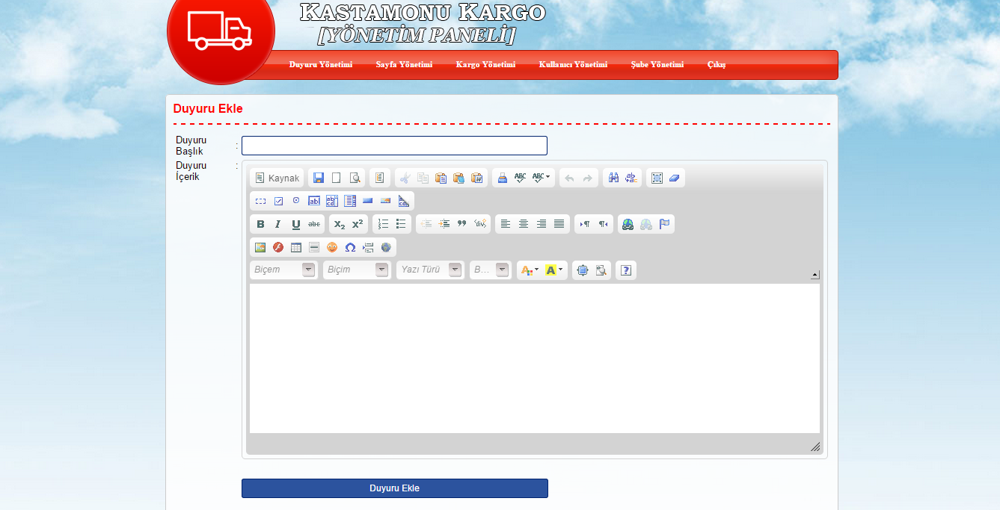 KASTAMONU KARGO
[YÖNETİM PANELİ]
Duyuru Yönetimi Sayfa Yönetimi Kargo Yönetimi Kullanıcı Yönetimi Şube Yönetimi Çıkış
Duyuru Ekle
Duyuru Başlık :
Duyuru İçerik :
Kaynak
ABC ABC
B I U abc X2 X2
Biçem Biçim Yazı Türü B... A A ?
Duyuru Ekle